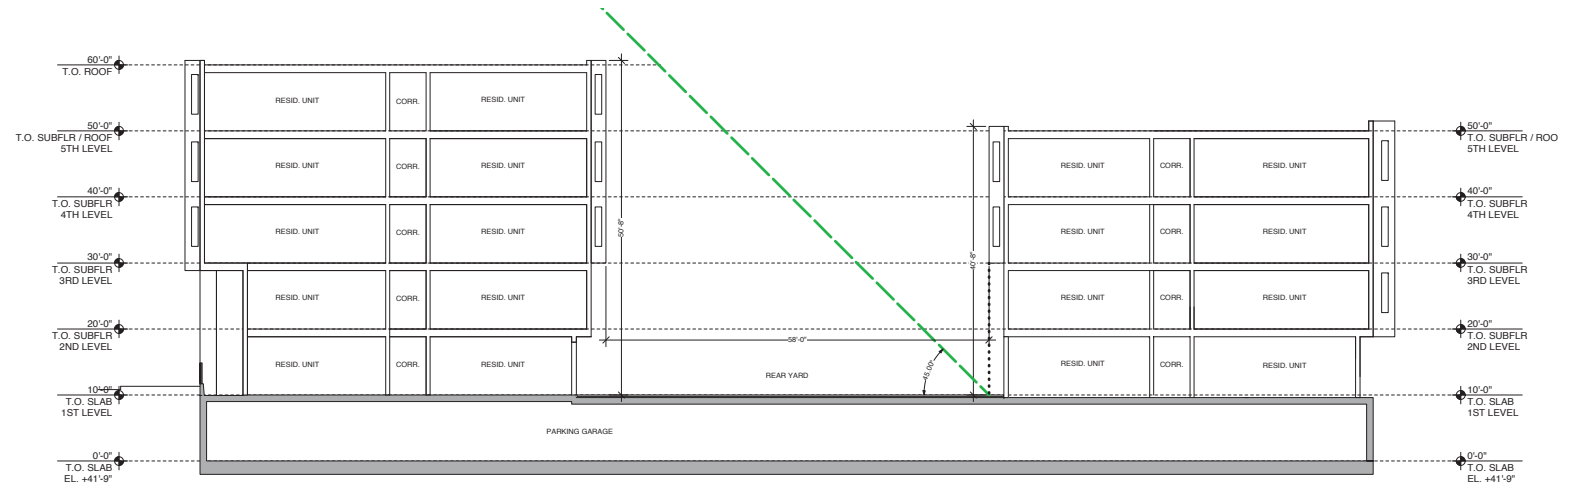 60'-0"
T.O. ROOF
50'-0"
T.O. SUBFLR / ROOF
5TH LEVEL
40'-0"
T.O. SUBFLR
4TH LEVEL
30'-0"
T.O. SUBFLR
3RD LEVEL
20'-0"
T.O. SUBFLR
2ND LEVEL
10'-0"
T.O. SLAB
1ST LEVEL
0'-0"
T.O. SLAB
EL. +41'-9"
RESID. UNIT CORR. RESID. UNIT
RESID. UNIT CORR. RESID. UNIT
RESID. UNIT CORR. RESID. UNIT
RESID. UNIT CORR. RESID. UNIT
RESID. UNIT CORR. RESID. UNIT
50'-8"
58'-0"
REAR YARD
45.00°
40'-8"
PARKING GARAGE
RESID. UNIT CORR. RESID. UNIT
RESID. UNIT CORR. RESID. UNIT
RESID. UNIT CORR. RESID. UNIT
RESID. UNIT CORR. RESID. UNIT
50'-0"
T.O. SUBFLR / ROO
5TH LEVEL
40'-0"
T.O. SUBFLR
4TH LEVEL
30'-0"
T.O. SUBFLR
3RD LEVEL
20'-0"
T.O. SUBFLR
2ND LEVEL
10'-0"
T.O. SLAB
1ST LEVEL
0'-0"
T.O. SLAB
EL. +41'-9"